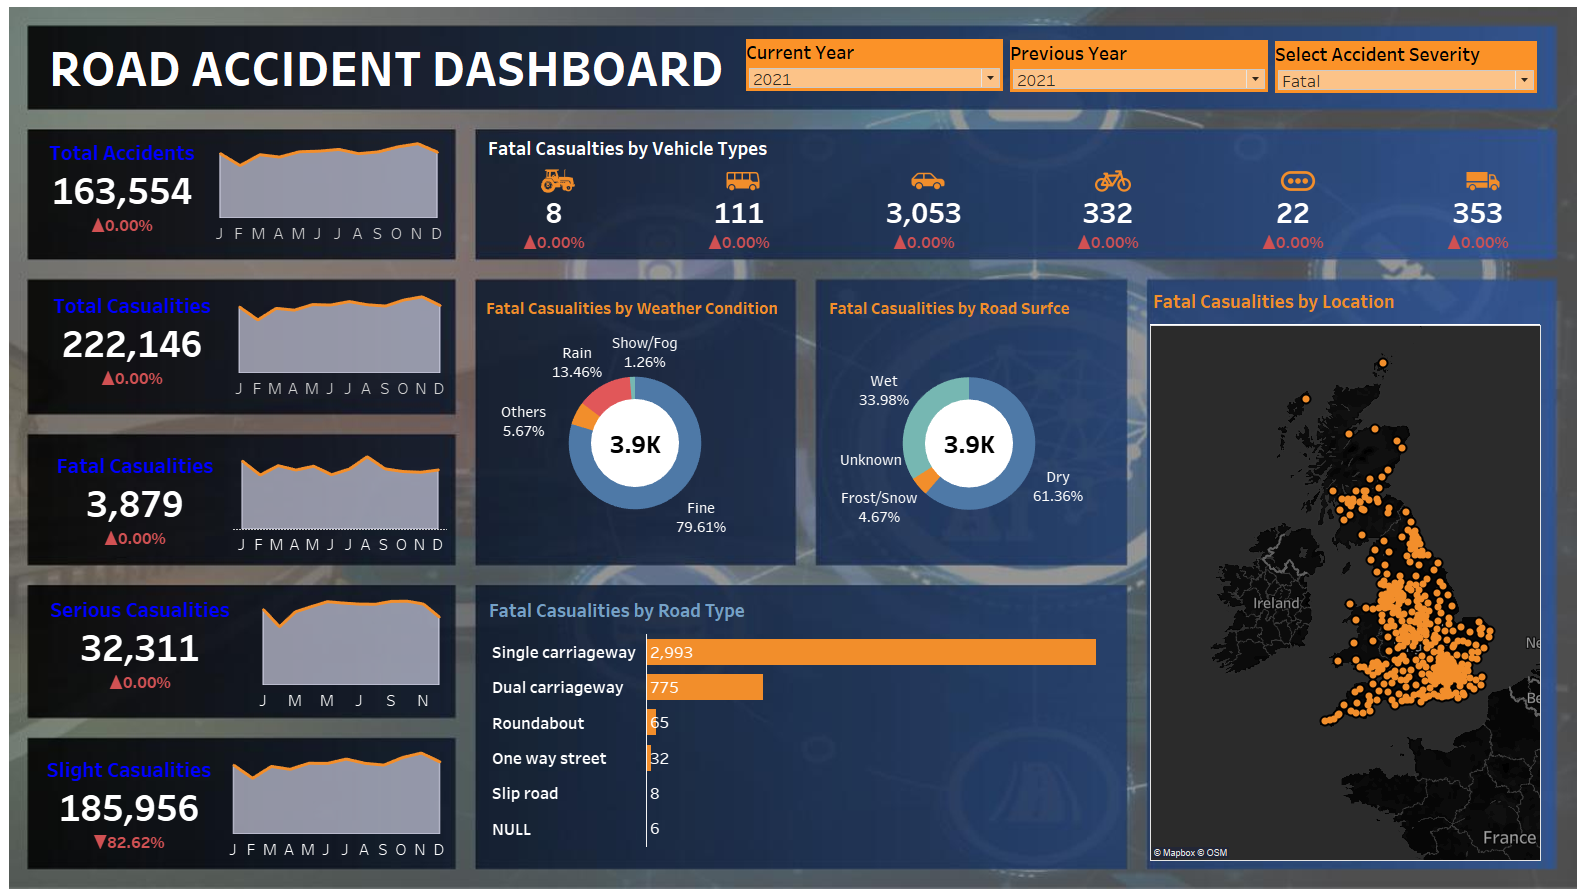 ROAD ACCIDENT DASHBOARD
Current Year
2021
Previous Year
2021
Select Accident Severity
Fatal
Total Accidents
163,554
▲0.00%
J F M A M J J A S O N D
Fatal Casualties by Vehicle Types
8
▲0.00%
111
▲0.00%
3,053
▲0.00%
332
▲0.00%
22
▲0.00%
353
▲0.00%
Total Casualities
222,146
▲0.00%
J F M A M J J A S O N D
Fatal Casualities
3,879
▲0.00%
J F M A M J J A S O N D
Serious Casualities
32,311
▲0.00%
J M M J S N
Slight Casualities
185,956
▼82.62%
J F M A M J J A S O N D
Fatal Casualities by Weather Condition
Show/Fog
1.26%
Rain
13.46%
Others
5.67%
3.9K
Fine
79.61%
Fatal Casualities by Road Surfce
Wet
33.98%
3.9K
Unknown
Frost/Snow
4.67%
Dry
61.36%
Fatal Casualities by Road Type
Single carriageway 2,993
Dual carriageway 775
Roundabout 65
One way street 32
Slip road 8
NULL 6
Fatal Casualities by Location
Ireland
Ne
Be
France
© Mapbox © OSM